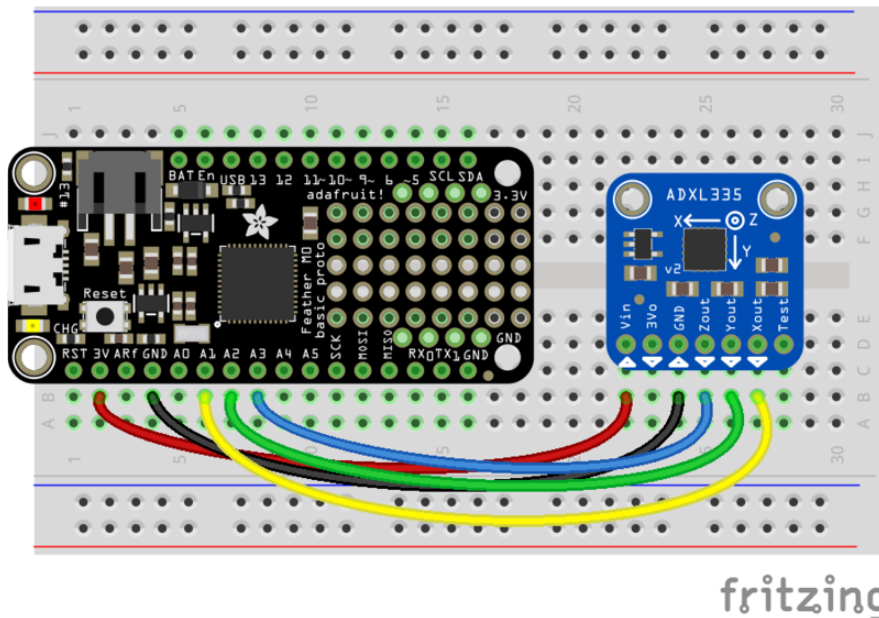 1 5 10 15 20 25 30
J J
I I
H H
G G
F F
BAT En USB 13 12 11~ 10~ 9~ 6 ~5 SCL SDA
adafruit! 3.3V
#13
Reset
CHG
Feather M0
basic proto
SCK MoSI MISO RX0 TX1 GND GND
RST 3V ARf GND A0 A1 A2 A3 A4 A5
ADXL335
X Z
Y
v2
Vin 3Vo GND Zout Yout Xout Test
E
D
C
B B
A A
1 5 15 25 30
fritzing